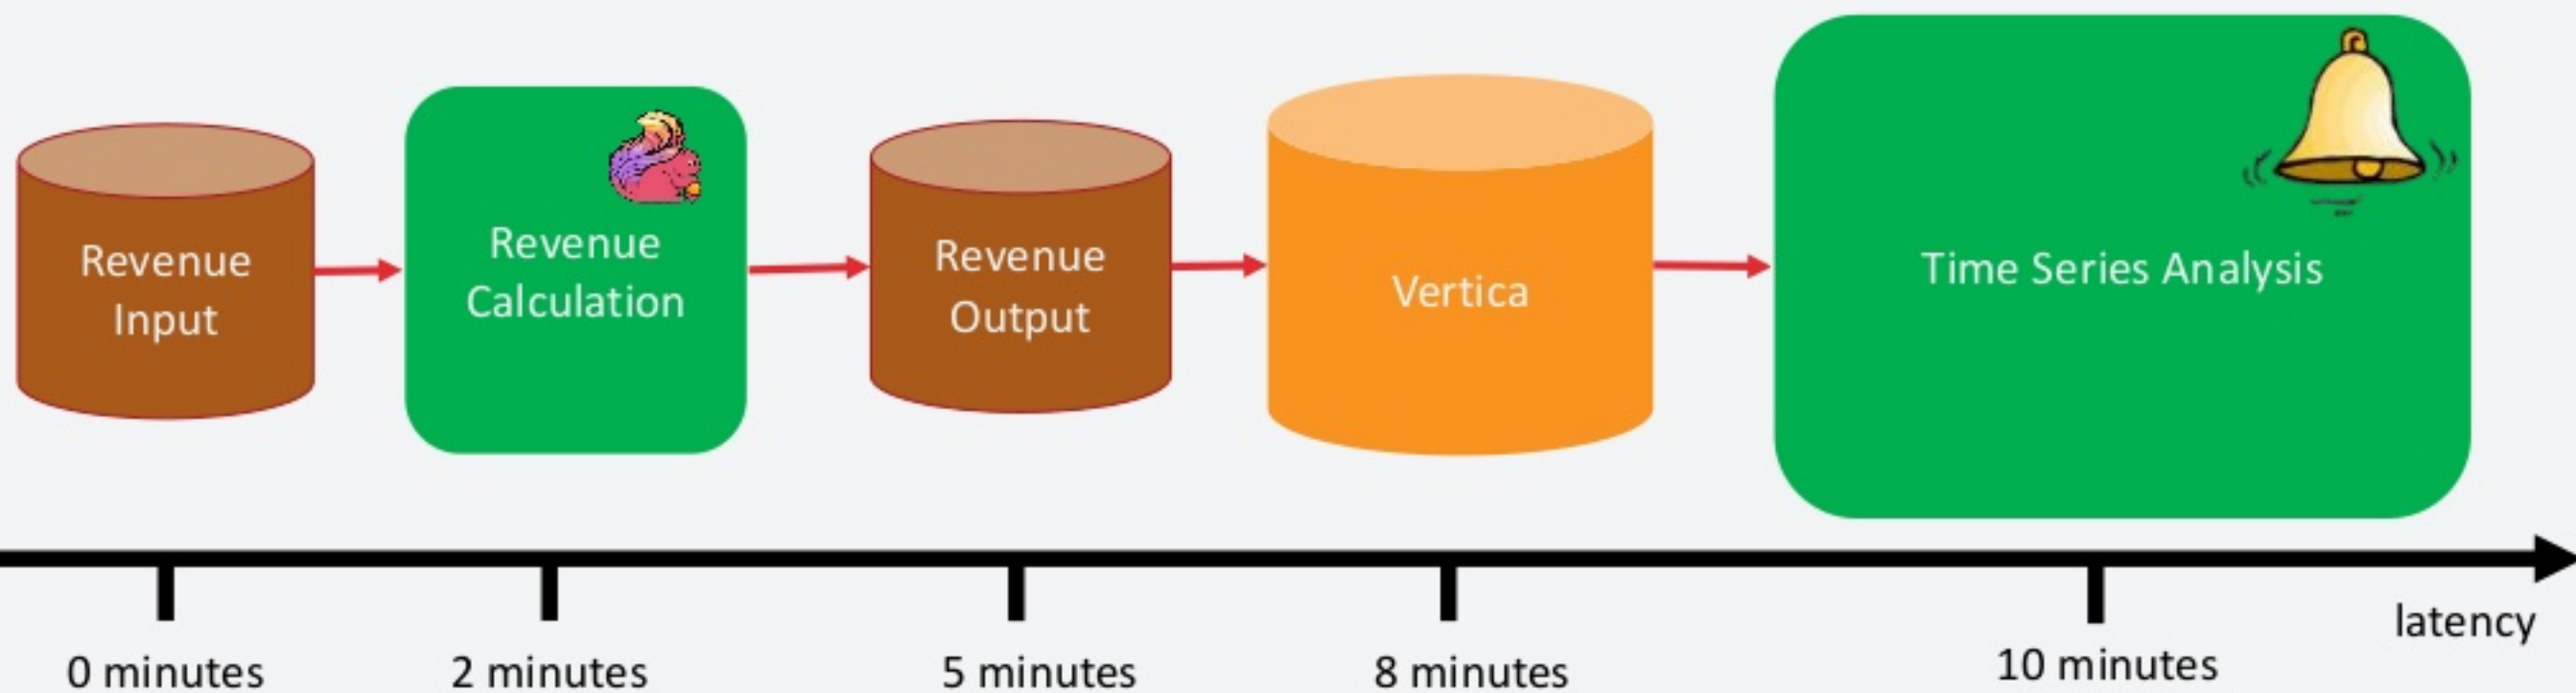 Revenue
Input
Revenue
Calculation
Revenue
Output
Vertica
Time Series Analysis
latency
0 minutes
2 minutes
5 minutes
8 minutes
10 minutes